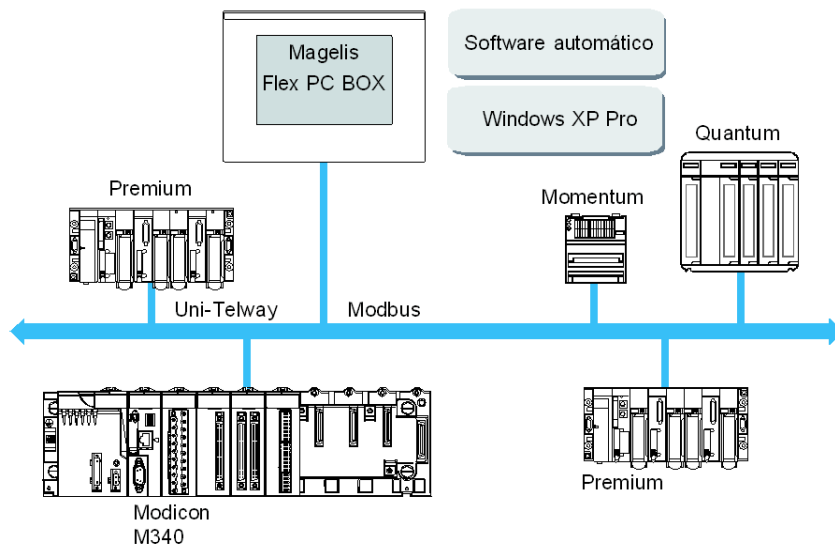 Magelis
Flex PC BOX
Software automático
Windows XP Pro
Quantum
Premium
Momentum
Uni-Telway
Modbus
Modicon
M340
Premium